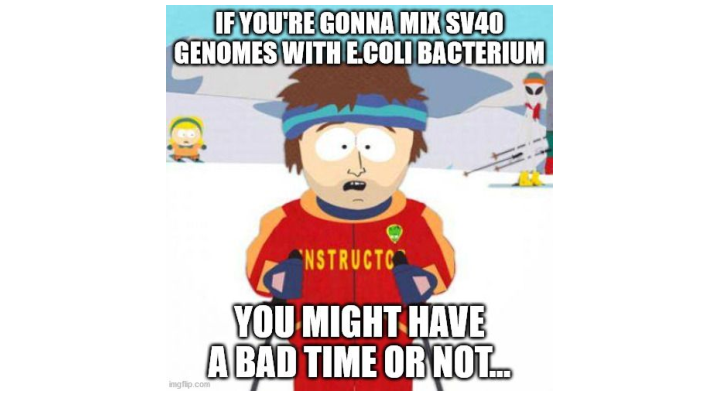 IF YOU'RE GONNA MIX SV40
GENOMES WITH E.COLI BACTERIUM
NSTRUCTO
YOU MIGHT HAVE
A BAD TIME OR NOT...
imgflip.com